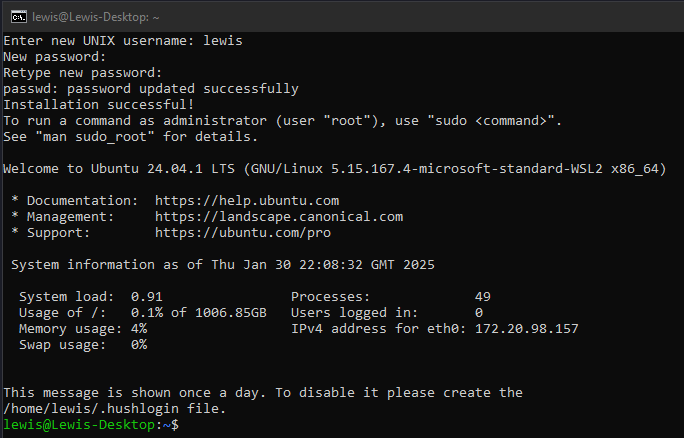 lewis@Lewis-Desktop: ~
Enter new UNIX username: lewis
New password:
Retype new password:
passwd: password updated successfully
Installation successful!
To run a command as administrator (user "root"), use "sudo <command>".
See "man sudo_root" for details.

Welcome to Ubuntu 24.04.1 LTS (GNU/Linux 5.15.167.4-microsoft-standard-WSL2 x86_64)

 * Documentation:  https://help.ubuntu.com
 * Management:     https://landscape.canonical.com
 * Support:        https://ubuntu.com/pro

 System information as of Thu Jan 30 22:08:32 GMT 2025

  System load:  0.91                Processes:             49
  Usage of /:   0.1% of 1006.85GB   Users logged in:       0
  Memory usage: 4%                  IPv4 address for eth0: 172.20.98.157
  Swap usage:   0%


This message is shown once a day. To disable it please create the
/home/lewis/.hushlogin file.
lewis@Lewis-Desktop:~$